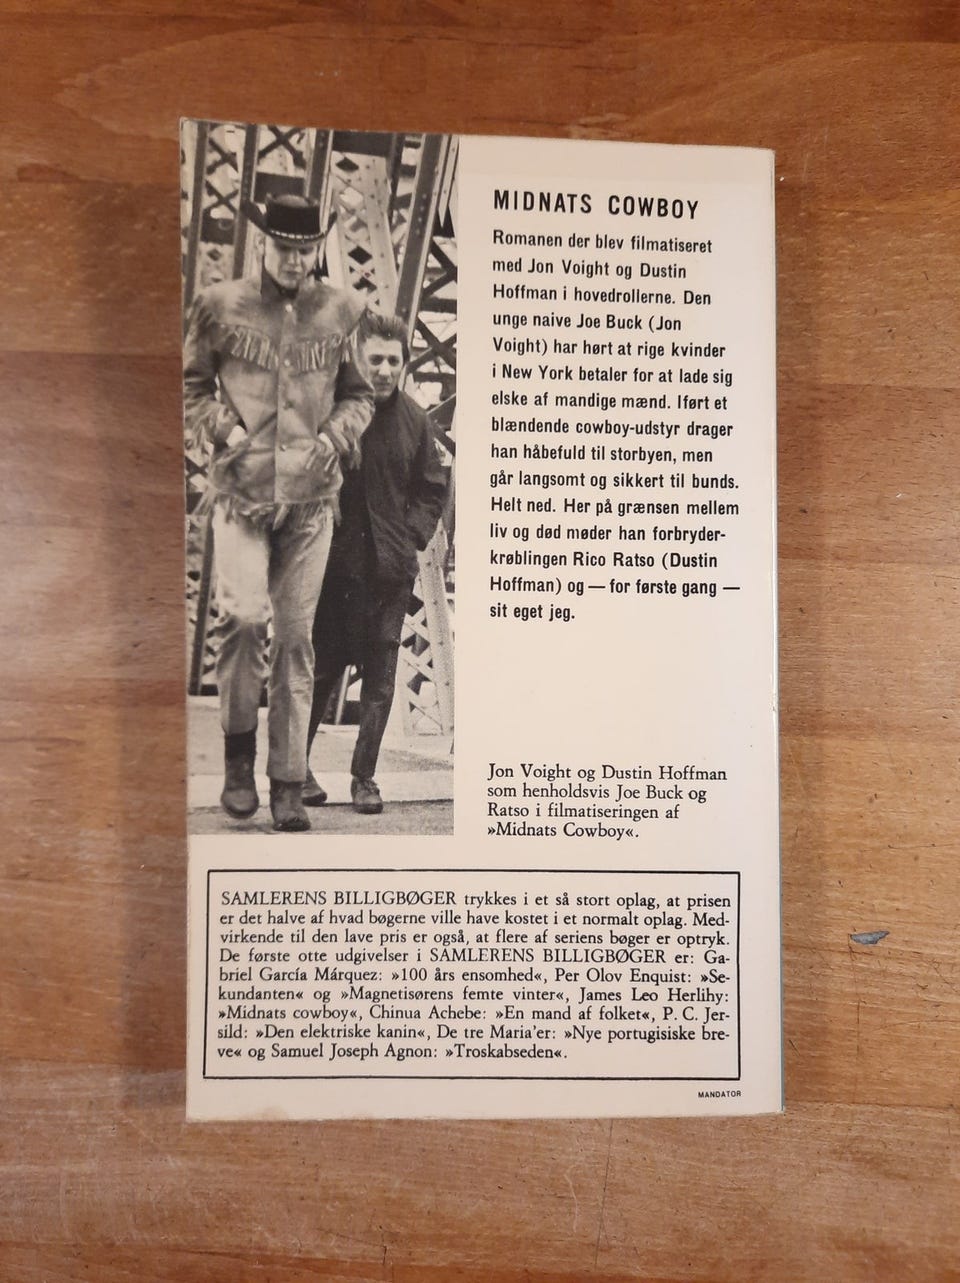 MIDNATS COWBOY
Romanen der blev filmatiseret
med Jon Voight og Dustin
Hoffman i hovedrollerne. Den
unge naive Joe Buck (Jon
Voight) har hørt at rige kvinder
i New York betaler for at lade sig
elske af mandige mænd. Iført et
blændende cowboy-udstyr drager
han håbefuld til storbyen, men
går langsomt og sikkert til bunds.
Helt ned. Her på grænsen mellem
liv og død møder han forbryder-
krøblingen Rico Ratso (Dustin
Hoffman) og — for første gang —
sit eget jeg.
Jon Voight og Dustin Hoffman
som henholdsvis Joe Buck og
Ratso i filmatiseringen af
»Midnats Cowboy«.
SAMLERENS BILLIGBØGER trykkes i et så stort oplag, at prisen
er det halve af hvad bøgerne ville have kostet i et normalt oplag. Med-
virkende til den lave pris er også, at flere af seriens bøger er optryk.
De første otte udgivelser i SAMLERENS BILLIGBØGER er: Ga-
briel García Márquez: »100 års ensomhed«, Per Olov Enquist: »Se-
kundanten« og »Magnetisørens femte vinter«, James Leo Herlihy:
»Midnats cowboy«, Chinua Achebe: »En mand af folket«, P. C. Jer-
sild: »Den elektriske kanin«, De tre Maria'er: »Nye portugisiske bre-
ve« og Samuel Joseph Agnon: »Troskabseden«.
MANDATOR